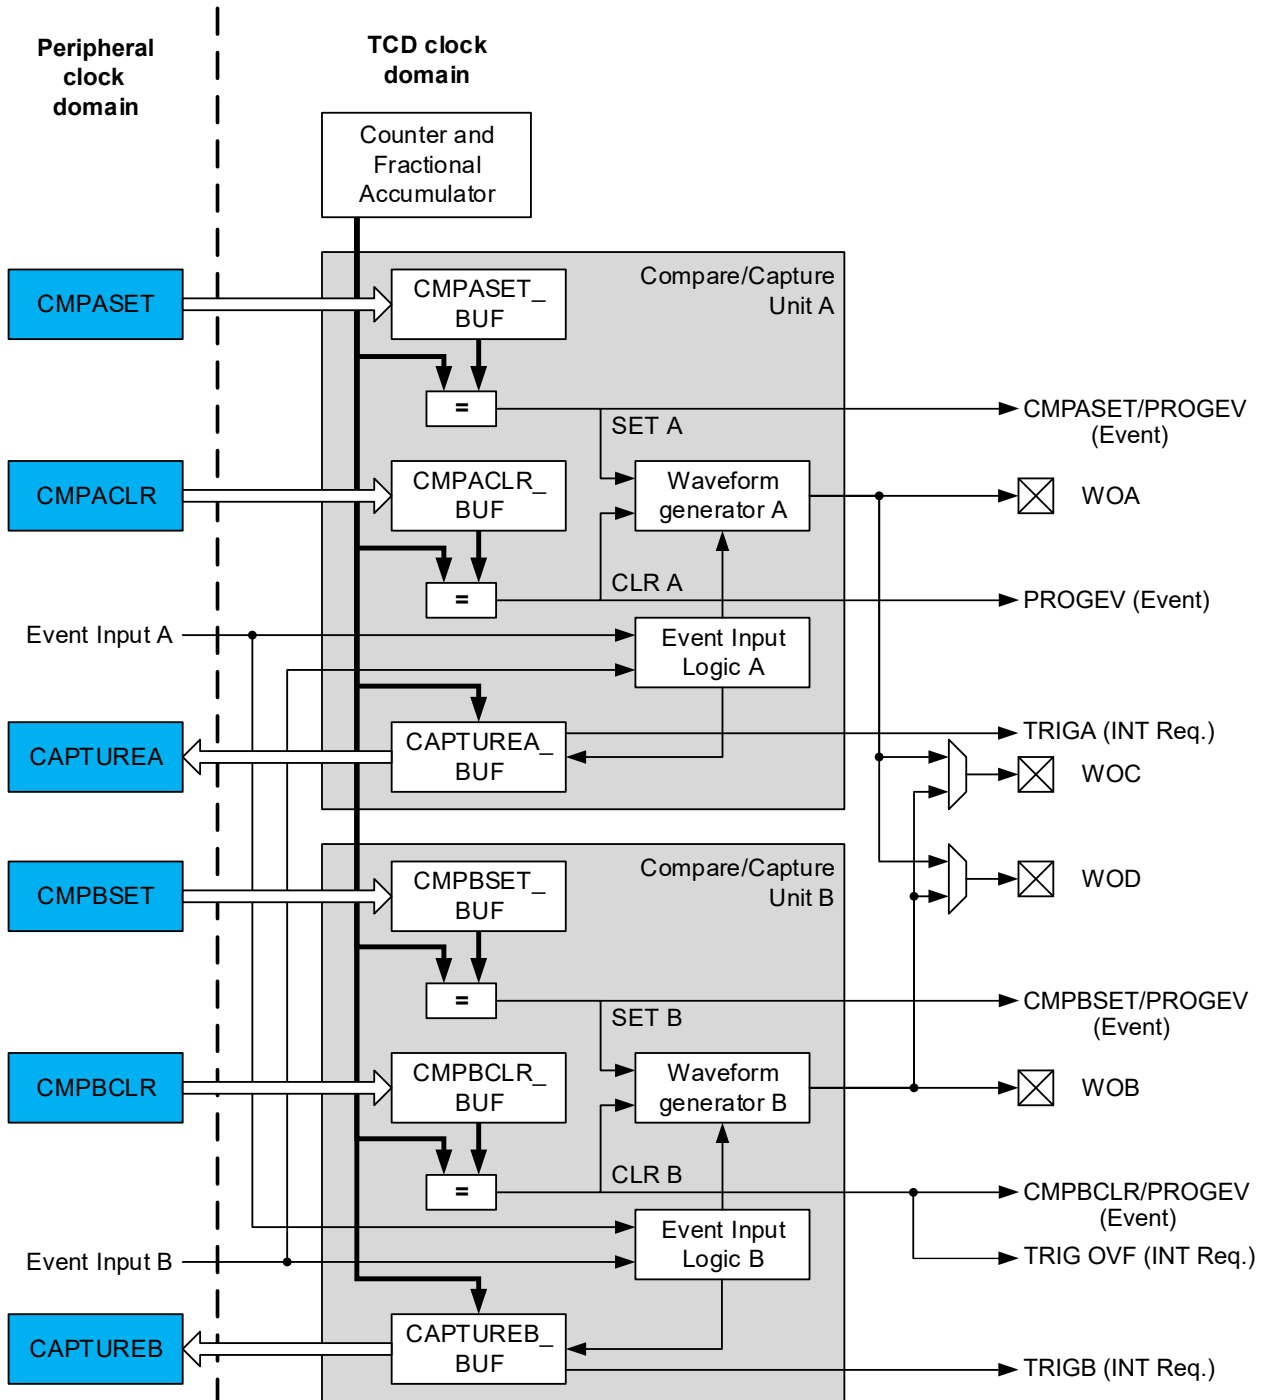 Peripheral
clock
domain
TCD clock
domain
Counter and
Fractional
Accumulator
Compare/Capture
Unit A
CMPASET
CMPASET_
BUF
=
SET A
CMPASET/PROGEV
(Event)
CMPACLR
CMPACLR_
BUF
Waveform
generator A
WOA
=
CLR A
PROGEV (Event)
Event Input A
Event Input
Logic A
CAPTUREA
CAPTUREA_
BUF
TRIGA (INT Req.)
WOC
Compare/Capture
Unit B
CMPBSET
CMPBSET_
BUF
WOD
=
SET B
CMPBSET/PROGEV
(Event)
CMPBCLR
CMPBCLR_
BUF
Waveform
generator B
WOB
=
CLR B
CMPBCLR/PROGEV
(Event)
Event Input B
Event Input
Logic B
TRIG OVF (INT Req.)
CAPTUREB
CAPTUREB_
BUF
TRIGB (INT Req.)